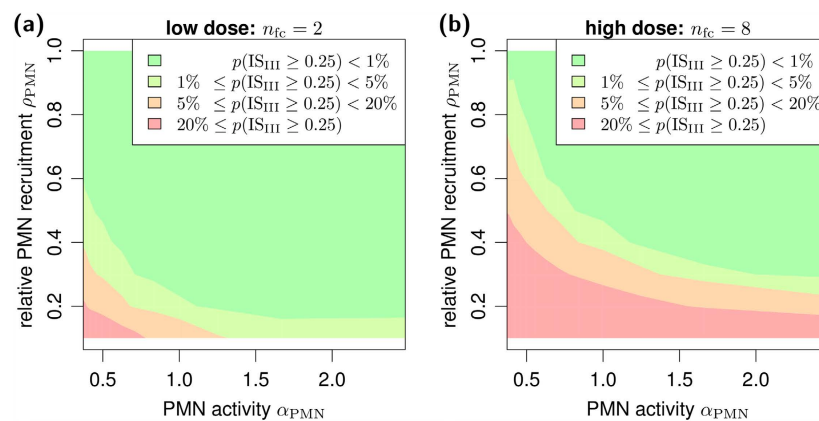 (a)
low dose: n_fc = 2
p(IS_III ≥ 0.25) < 1%
1% ≤ p(IS_III ≥ 0.25) < 5%
5% ≤ p(IS_III ≥ 0.25) < 20%
20% ≤ p(IS_III ≥ 0.25)
relative PMN recruitment ρ_PMN
1.0
0.8
0.6
0.4
0.2
0.5 1.0 1.5 2.0
PMN activity α_PMN
(b)
high dose: n_fc = 8
p(IS_III ≥ 0.25) < 1%
1% ≤ p(IS_III ≥ 0.25) < 5%
5% ≤ p(IS_III ≥ 0.25) < 20%
20% ≤ p(IS_III ≥ 0.25)
relative PMN recruitment ρ_PMN
1.0
0.8
0.6
0.4
0.2
0.5 1.0 1.5 2.0
PMN activity α_PMN